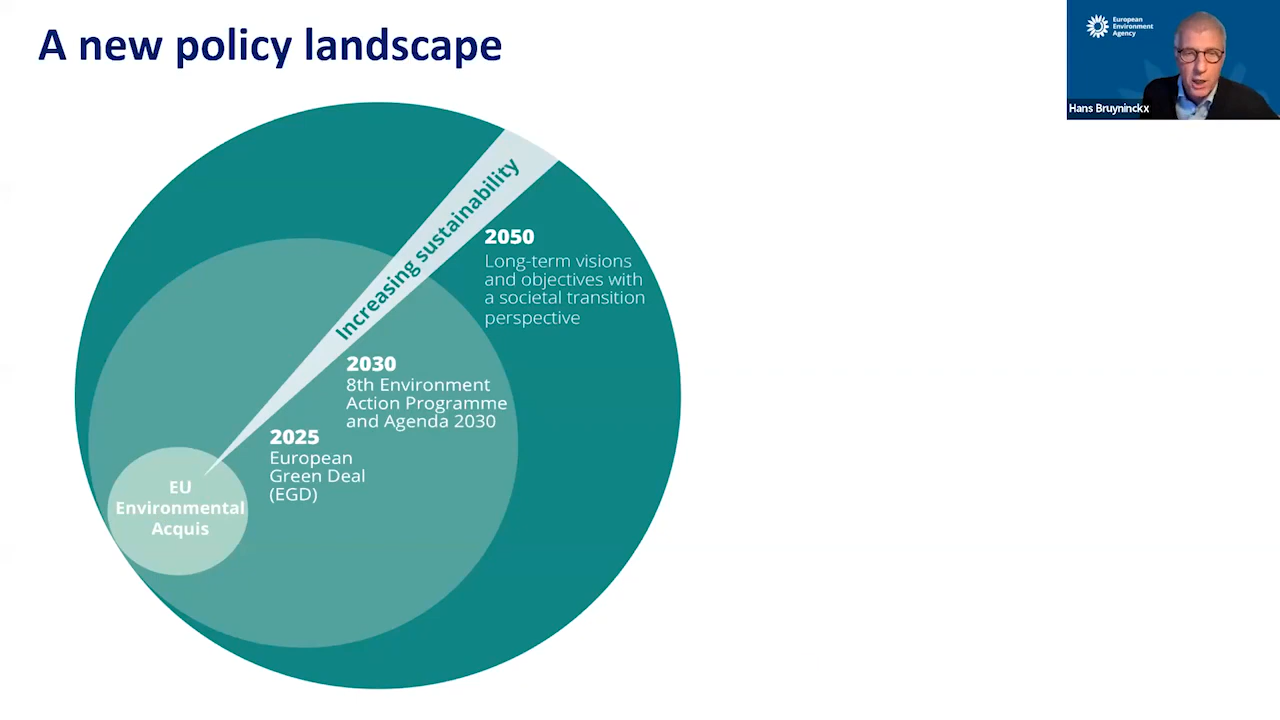 A new policy landscape
European
Environment
Agency
Hans Bruyninckx
Increasing sustainability
2050
Long-term visions
and objectives with
a societal transition
perspective
2030
8th Environment
Action Programme
and Agenda 2030
2025
European
Green Deal
(EGD)
EU
Environmental
Acquis